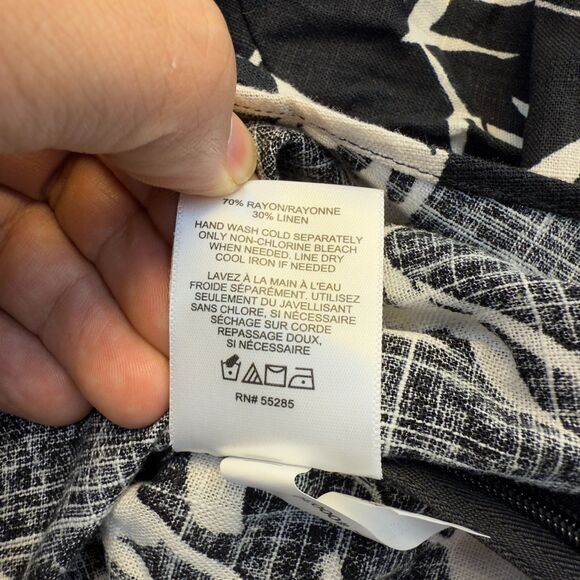 70% RAYON/RAYONNE
30% LINEN
HAND WASH COLD SEPARATELY
ONLY NON-CHLORINE BLEACH
WHEN NEEDED. LINE DRY
COOL IRON IF NEEDED
LAVEZ À LA MAIN À L'EAU
FROIDE SÉPARÉMENT. UTILISEZ
SEULEMENT DU JAVELLISANT
SANS CHLORE, SI NÉCESSAIRE
SÉCHAGE SUR CORDE
REPASSAGE DOUX,
SI NÉCESSAIRE
RN# 55285